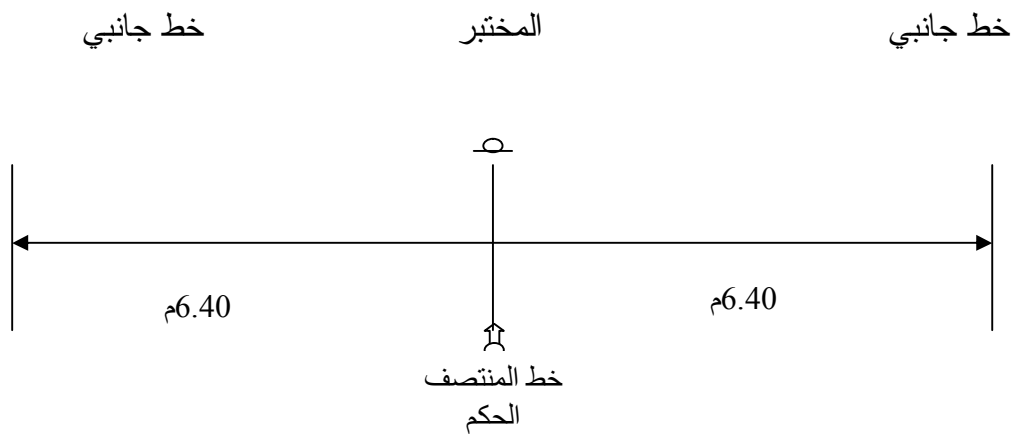 خط جانبي
المختبر
خط جانبي
6.40م
6.40م
خط المنتصف
الحكم